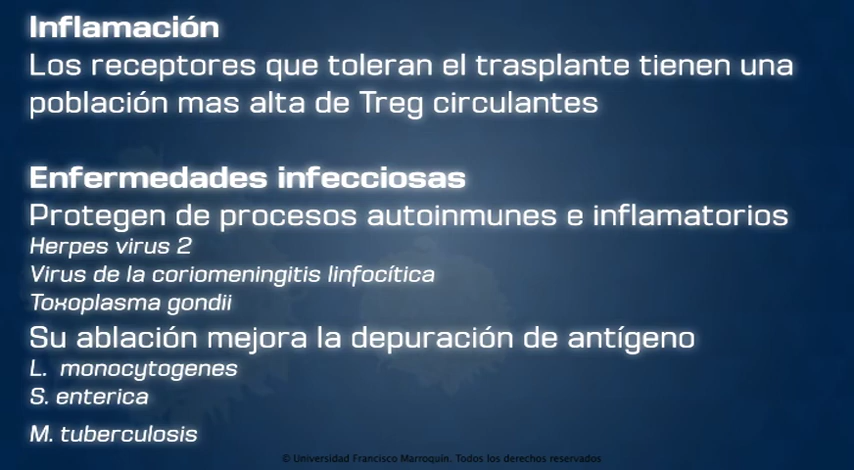 Inflamación
Los receptores que toleran el trasplante tienen una
población mas alta de Treg circulantes
Enfermedades infecciosas
Protegen de procesos autoinmunes e inflamatorios
Herpes virus 2
Virus de la coriomeningitis linfocítica
Toxoplasma gondii
Su ablación mejora la depuración de antígeno
L. monocytogenes
S. enterica
M. tuberculosis
© Universidad Francisco Marroquín. Todos los derechos reservados